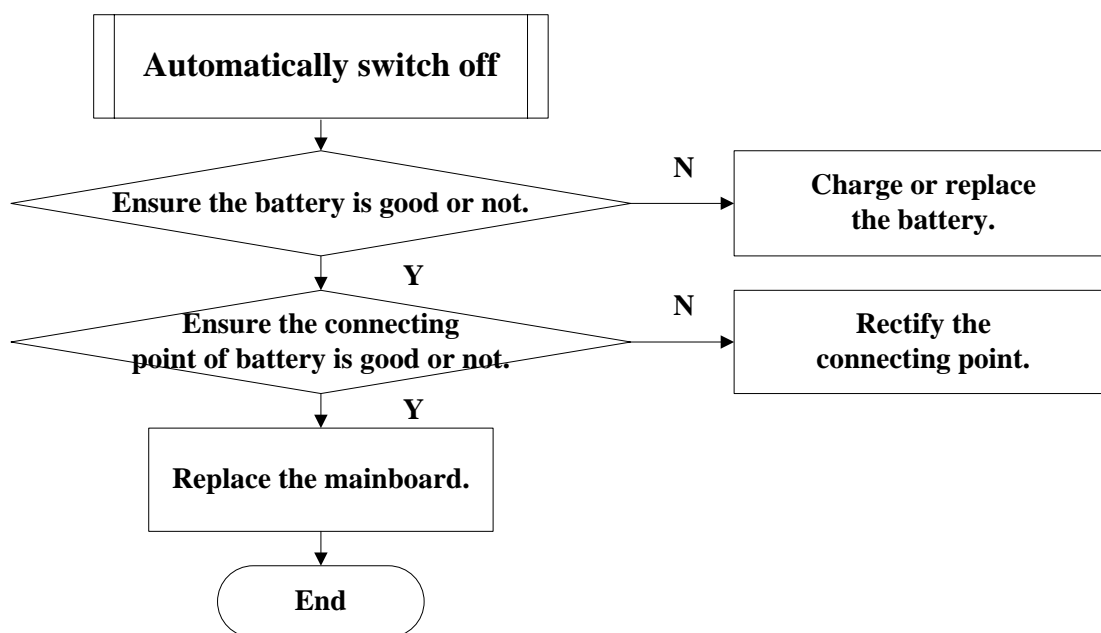 Automatically switch off
N
Ensure the battery is good or not.
Charge or replace
the battery.
Y
N
Ensure the connecting
point of battery is good or not.
Rectify the
connecting point.
Y
Replace the mainboard.
End